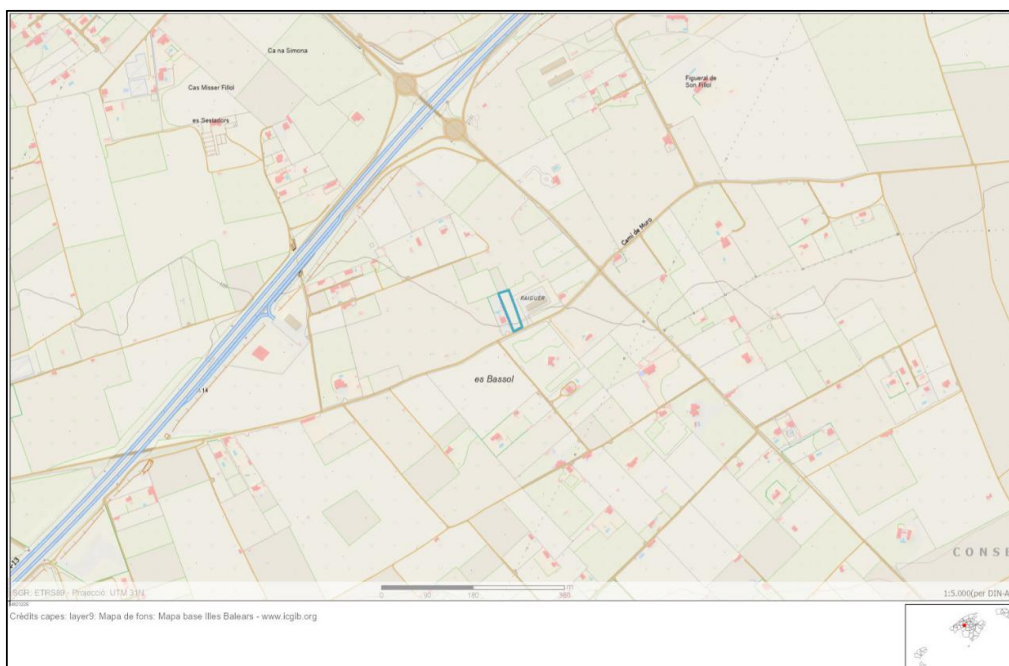 Ca na Simona
Cas Misser Fillol
es Sestadors
Figueral de
Son Fillol
Camí de Muro
RAIGUER
es Bassol
14
CONSE
SGR: ETRS89 - Projecció: UTM 31N
0 90 180 360 m
1:5.000(per DIN-A
Crèdits capes: layer9: Mapa de fons: Mapa base Illes Balears - www.icgib.org